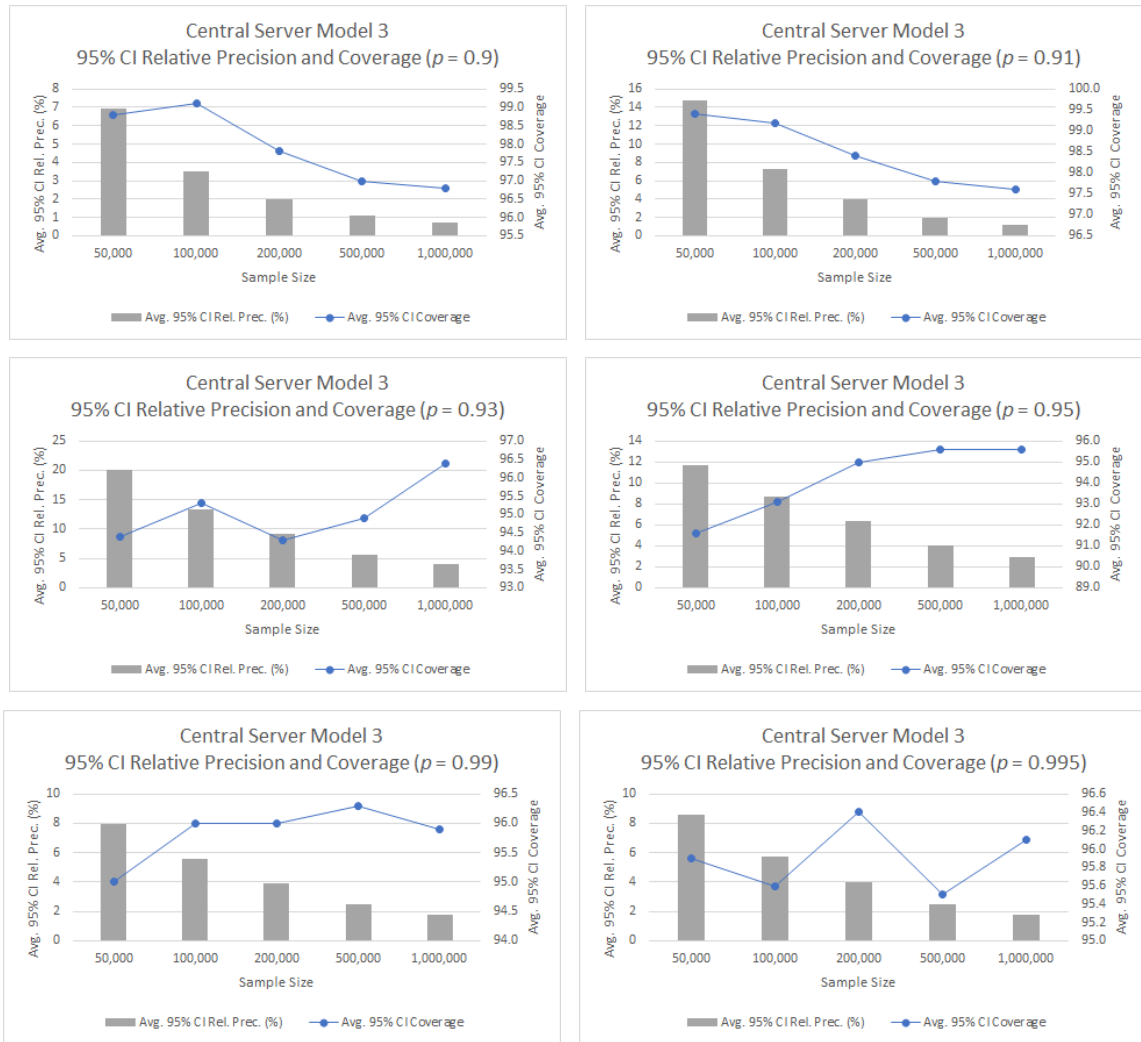 Central Server Model 3
95% CI Relative Precision and Coverage (p = 0.9)
Avg. 95% CI Rel. Prec. (%)
8
7
6
5
4
3
2
1
0
99.5
99.0
98.5
98.0
97.5
97.0
96.5
96.0
95.5
Avg. 95% CI Coverage
50,000 100,000 200,000 500,000 1,000,000
Sample Size
Avg. 95% CI Rel. Prec. (%) Avg. 95% CI Coverage
Central Server Model 3
95% CI Relative Precision and Coverage (p = 0.91)
Avg. 95% CI Rel. Prec. (%)
16
14
12
10
8
6
4
2
0
100.0
99.5
99.0
98.5
98.0
97.5
97.0
96.5
Avg. 95% CI Coverage
50,000 100,000 200,000 500,000 1,000,000
Sample Size
Avg. 95% CI Rel. Prec. (%) Avg. 95% CI Coverage
Central Server Model 3
95% CI Relative Precision and Coverage (p = 0.93)
Avg. 95% CI Rel. Prec. (%)
25
20
15
10
5
0
97.0
96.5
96.0
95.5
95.0
94.5
94.0
93.5
93.0
Avg. 95% CI Coverage
50,000 100,000 200,000 500,000 1,000,000
Sample Size
Avg. 95% CI Rel. Prec. (%) Avg. 95% CI Coverage
Central Server Model 3
95% CI Relative Precision and Coverage (p = 0.95)
Avg. 95% CI Rel. Prec. (%)
14
12
10
8
6
4
2
0
96.0
95.0
94.0
93.0
92.0
91.0
90.0
89.0
Avg. 95% CI Coverage
50,000 100,000 200,000 500,000 1,000,000
Sample Size
Avg. 95% CI Rel. Prec. (%) Avg. 95% CI Coverage
Central Server Model 3
95% CI Relative Precision and Coverage (p = 0.99)
Avg. 95% CI Rel. Prec. (%)
10
8
6
4
2
0
96.5
96.0
95.5
95.0
94.5
94.0
Avg. 95% CI Coverage
50,000 100,000 200,000 500,000 1,000,000
Sample Size
Avg. 95% CI Rel. Prec. (%) Avg. 95% CI Coverage
Central Server Model 3
95% CI Relative Precision and Coverage (p = 0.995)
Avg. 95% CI Rel. Prec. (%)
10
8
6
4
2
0
96.6
96.4
96.2
96.0
95.8
95.6
95.4
95.2
95.0
Avg. 95% CI Coverage
50,000 100,000 200,000 500,000 1,000,000
Sample Size
Avg. 95% CI Rel. Prec. (%) Avg. 95% CI Coverage